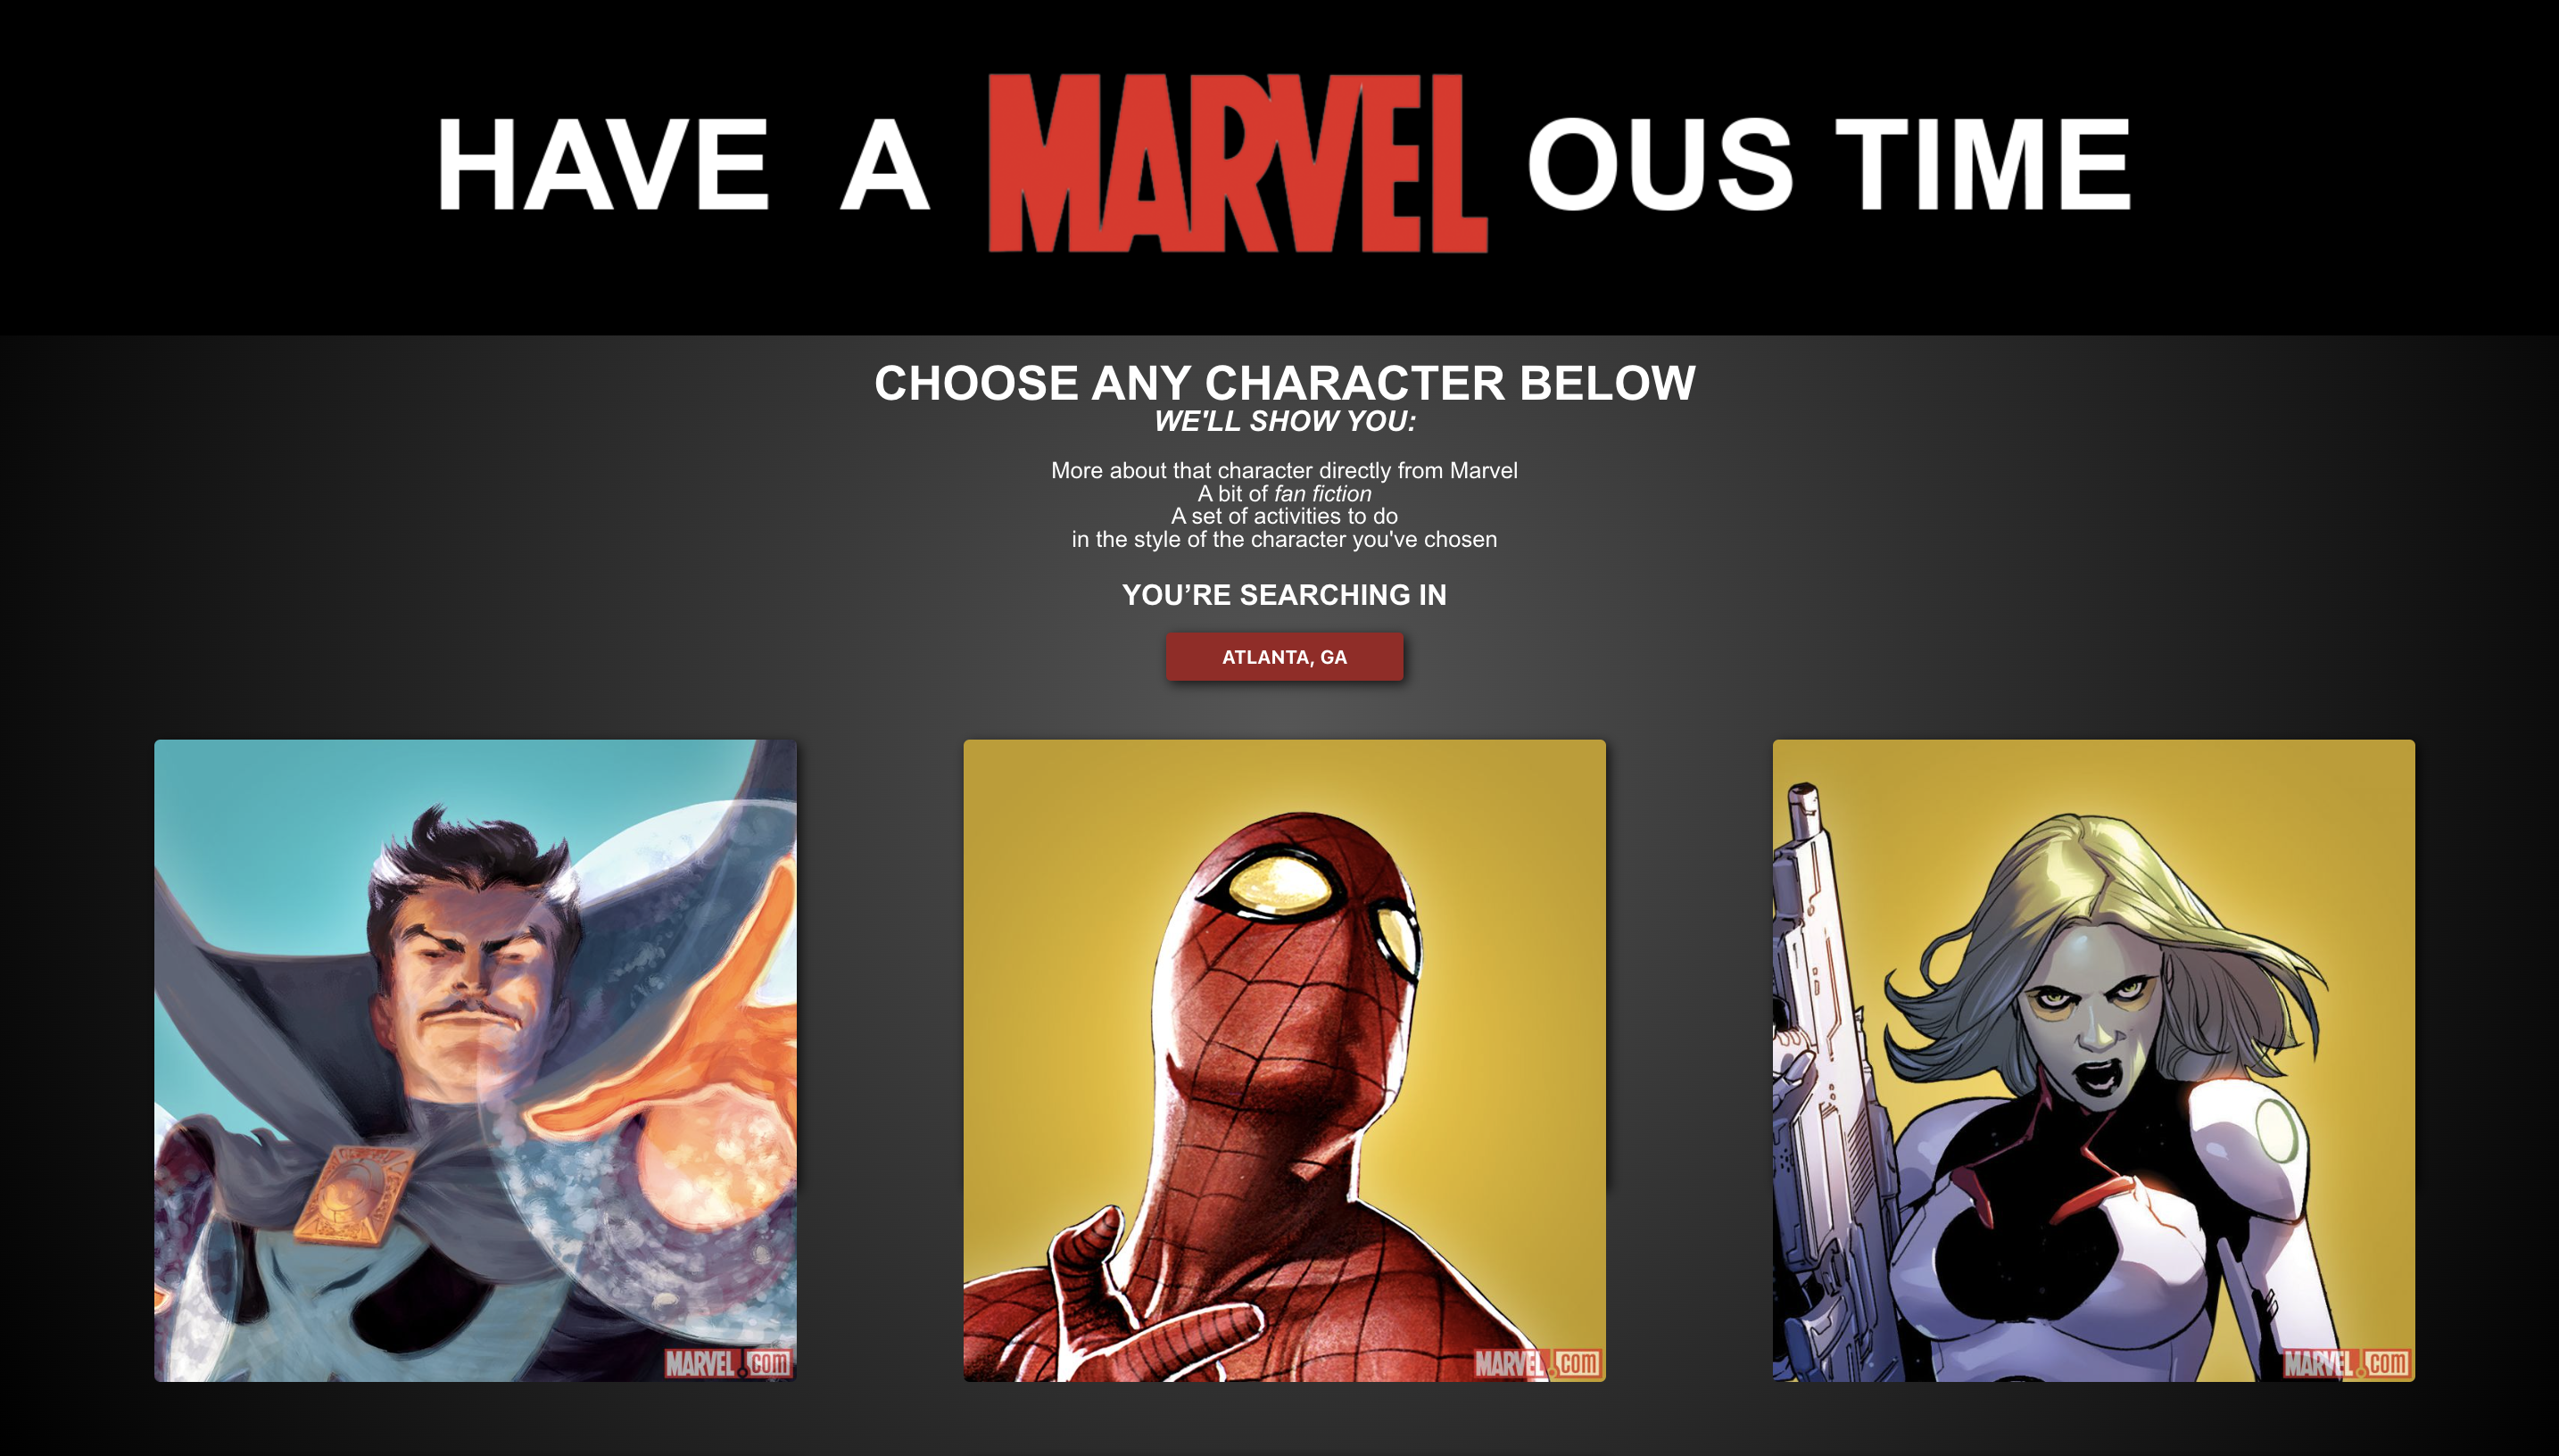 HAVE A MARVEL OUS TIME
CHOOSE ANY CHARACTER BELOW
WE'LL SHOW YOU:
More about that character directly from Marvel
A bit of fan fiction
A set of activities to do
in the style of the character you've chosen
YOU’RE SEARCHING IN
ATLANTA, GA
MARVEL.com
MARVEL.com
MARVEL.com